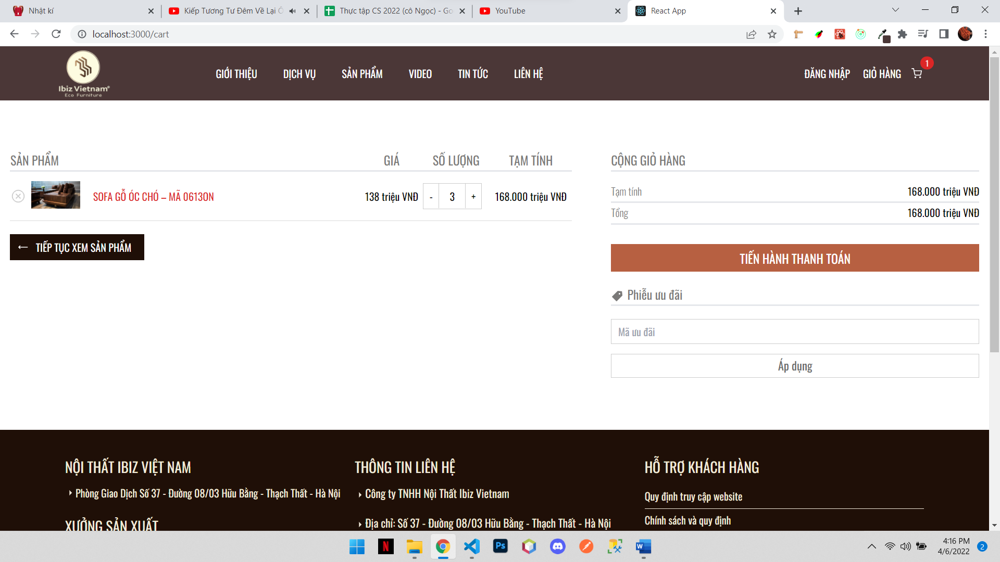 Nhật kí
Kiếp Tương Tư Đêm Về Lại Ô
Thực tập CS 2022 (cô Ngọc) - Go
YouTube
React App
localhost:3000/cart
Ibiz Vietnam®
Eco Furniture
GIỚI THIỆU
DỊCH VỤ
SẢN PHẨM
VIDEO
TIN TỨC
LIÊN HỆ
ĐĂNG NHẬP
GIỎ HÀNG
1
SẢN PHẨM
GIÁ
SỐ LƯỢNG
TẠM TÍNH
SOFA GỖ ÓC CHÓ – MÃ 0613ON
138 triệu VNĐ
- 3 +
168.000 triệu VNĐ
TIẾP TỤC XEM SẢN PHẨM
CỘNG GIỎ HÀNG
Tạm tính 168.000 triệu VNĐ
Tổng 168.000 triệu VNĐ
TIẾN HÀNH THANH TOÁN
Phiễu ưu đãi
Mã ưu đãi
Áp dụng
NỘI THẤT IBIZ VIỆT NAM
Phòng Giao Dịch Số 37 - Đường 08/03 Hữu Bằng - Thạch Thất - Hà Nội
XƯỞNG SẢN XUẤT
THÔNG TIN LIÊN HỆ
Công ty TNHH Nội Thất Ibiz Vietnam
Địa chỉ: Số 37 - Đường 08/03 Hữu Bằng - Thạch Thất - Hà Nội
HỖ TRỢ KHÁCH HÀNG
Quy định truy cập website
Chính sách và quy định
N
Ps
W
4:16 PM
4/6/2022
2